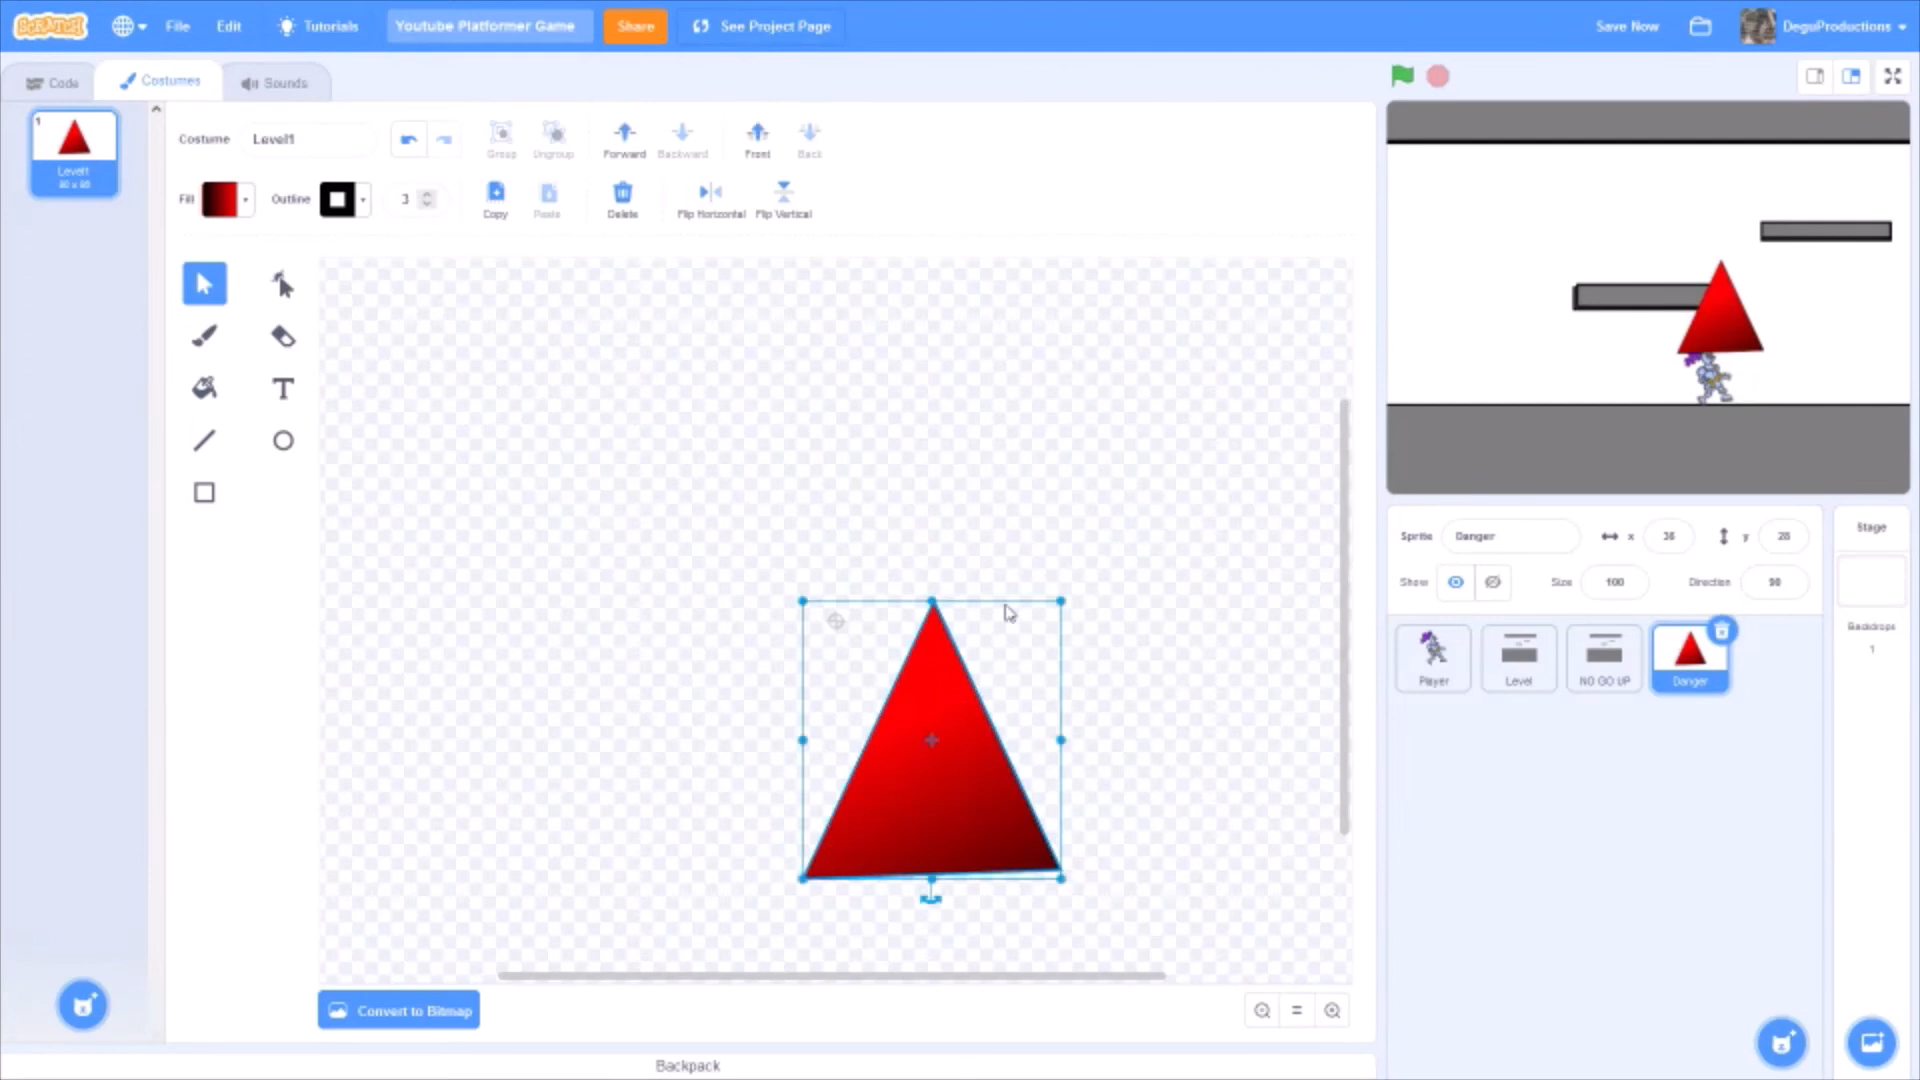 SCRATCH File Edit Tutorials Youtube Platformer Game Share See Project Page Save Now DeguProductions
Code Costumes Sounds
1
Level1
Costume Level1
Group Ungroup Forward Backward Front Back
Fill Outline 3
Copy Paste Delete Flip Horizontal Flip Vertical
T
Convert to Bitmap
Backpack
Sprite Danger x 36 y 28
Show Size 100 Direction 90
Player Level NO GO UP Danger
Stage
Backdrops
1